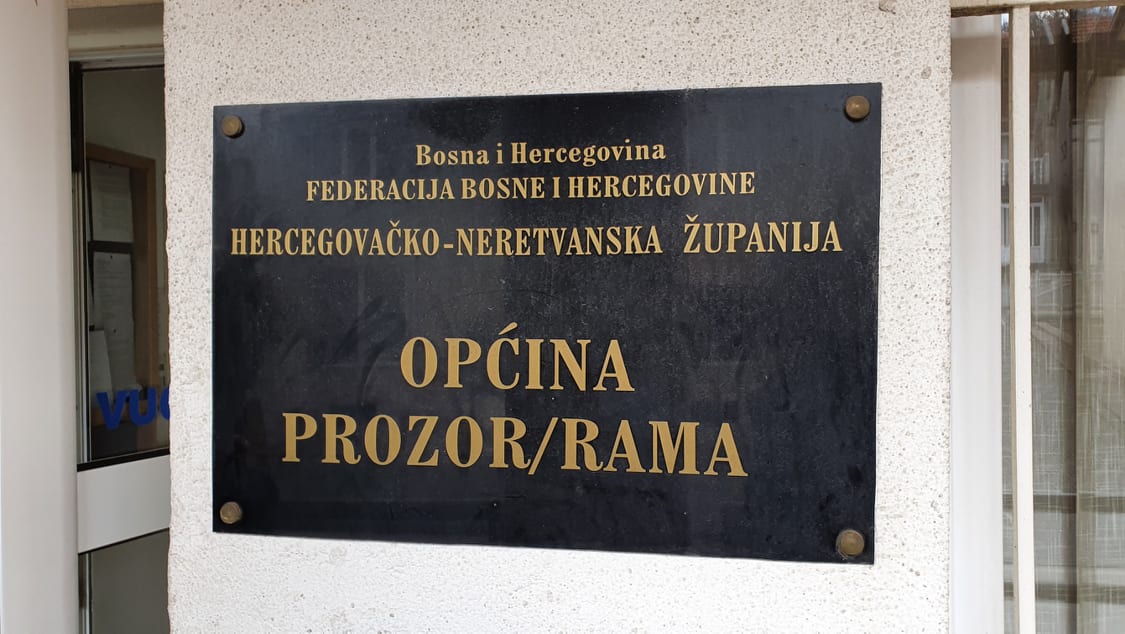 Bosna i Hercegovina
FEDERACIJA BOSNE I HERCEGOVINE
HERCEGOVAČKO-NERETVANSKA ŽUPANIJA
OPĆINA
PROZOR/RAMA